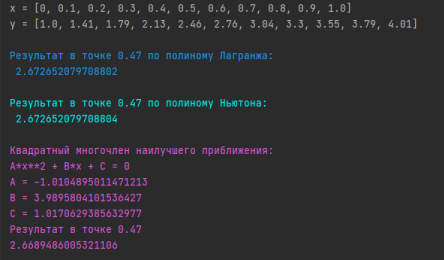 x = [0, 0.1, 0.2, 0.3, 0.4, 0.5, 0.6, 0.7, 0.8, 0.9, 1.0]
y = [1.0, 1.41, 1.79, 2.13, 2.46, 2.76, 3.04, 3.3, 3.55, 3.79, 4.01]
Результат в точке 0.47 по полиному Лагранжа:
2.672652079708802
Результат в точке 0.47 по полиному Ньютона:
2.672652079708804
Квадратный многочлен наилучшего приближения:
A*x**2 + B*x + C = 0
A = -1.0104895011471213
B = 3.9895804101536427
C = 1.0170629385632977
Результат в точке 0.47
2.6689486005321106